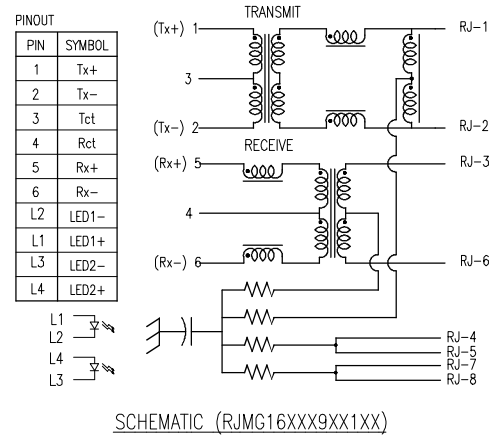 PINOUT
PIN SYMBOL
1 Tx+
2 Tx-
3 Tct
4 Rct
5 Rx+
6 Rx-
L2 LED1-
L1 LED1+
L3 LED2-
L4 LED2+
TRANSMIT
(Tx+) 1
RJ-1
3
(Tx-) 2
RJ-2
RECEIVE
(Rx+) 5
RJ-3
4
(Rx-) 6
RJ-6
L1
L2
L4
L3
RJ-4
RJ-5
RJ-7
RJ-8
SCHEMATIC (RJMG16XXX9XX1XX)